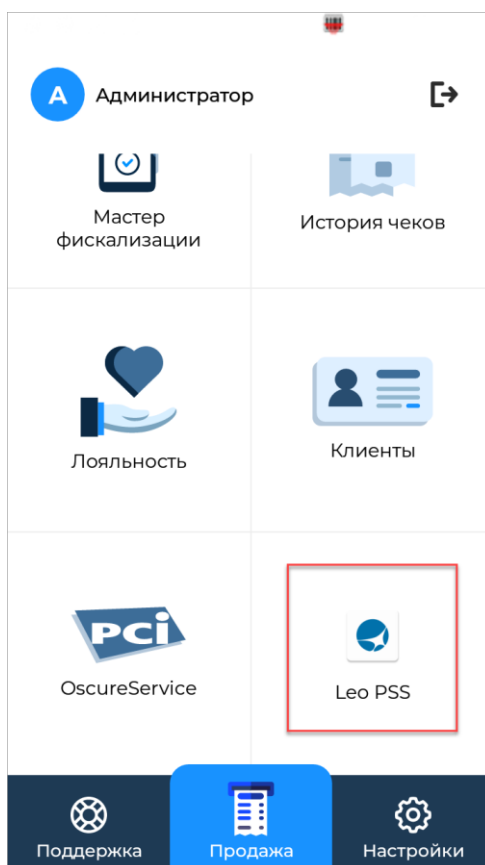 A
Администратор
Мастер
фискализации
История чеков
Лояльность
Клиенты
PCi
OscureService
Leo PSS
Поддержка
Продажа
Настройки